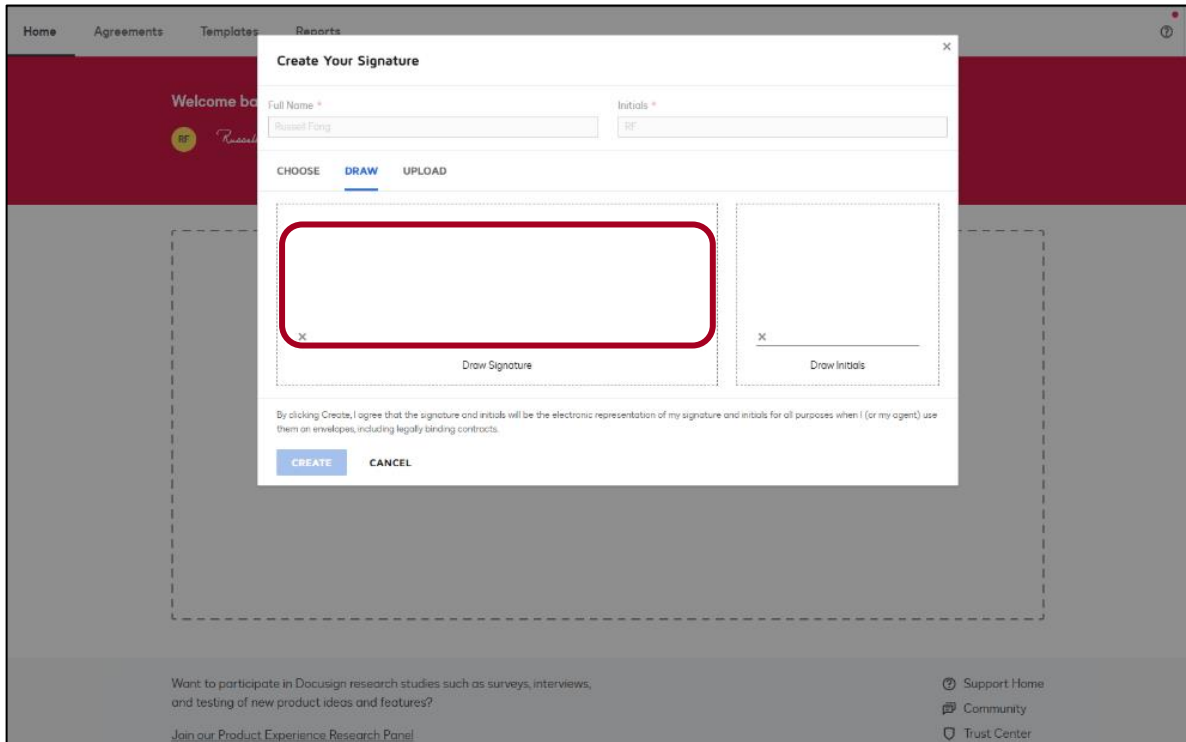 Home Agreements Templates Reports
Create Your Signature
Welcome ba
Full Name * Initials *
Russell Fong RF
RF Russell
CHOOSE DRAW UPLOAD
Draw Signature Draw Initials
By clicking Create, I agree that the signature and initials will be the electronic representation of my signature and initials for all purposes when I (or my agent) use
them on envelopes, including legally binding contracts.
CREATE CANCEL
Want to participate in Docusign research studies such as surveys, interviews,
and testing of new product ideas and features?
Join our Product Experience Research Panel
Support Home
Community
Trust Center